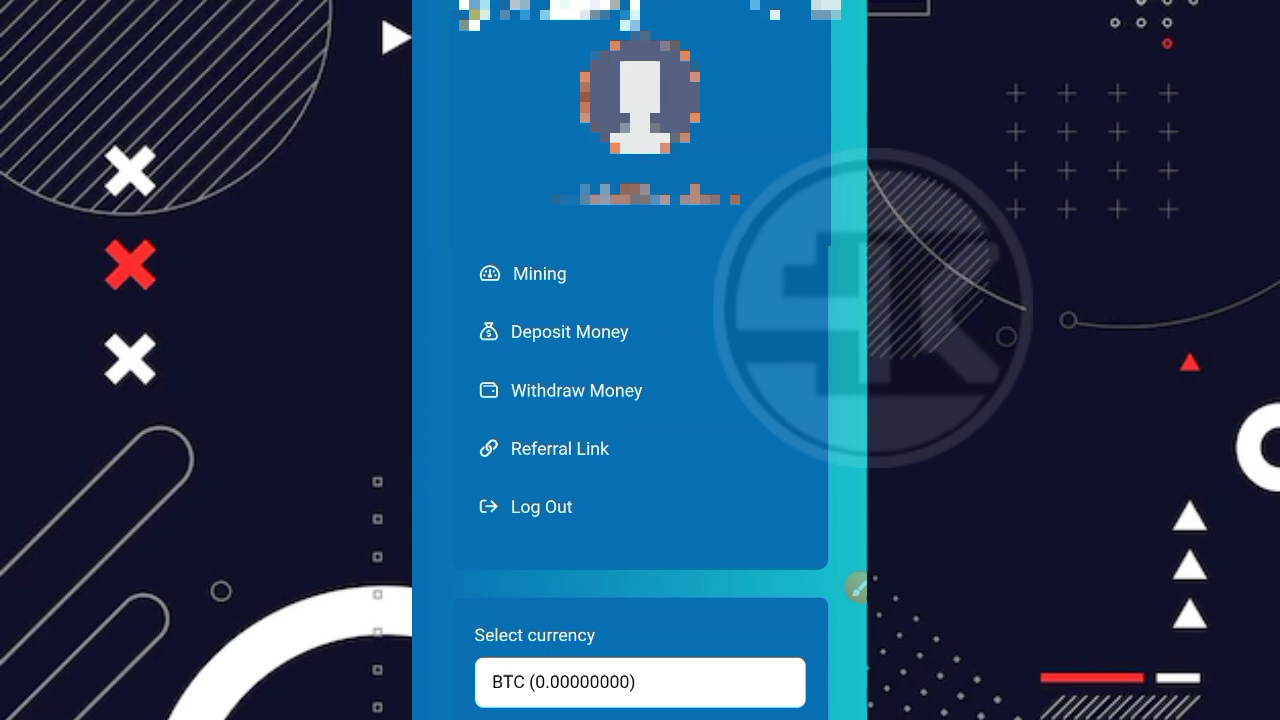 Mining
Deposit Money
Withdraw Money
Referral Link
Log Out
Select currency
BTC (0.00000000)